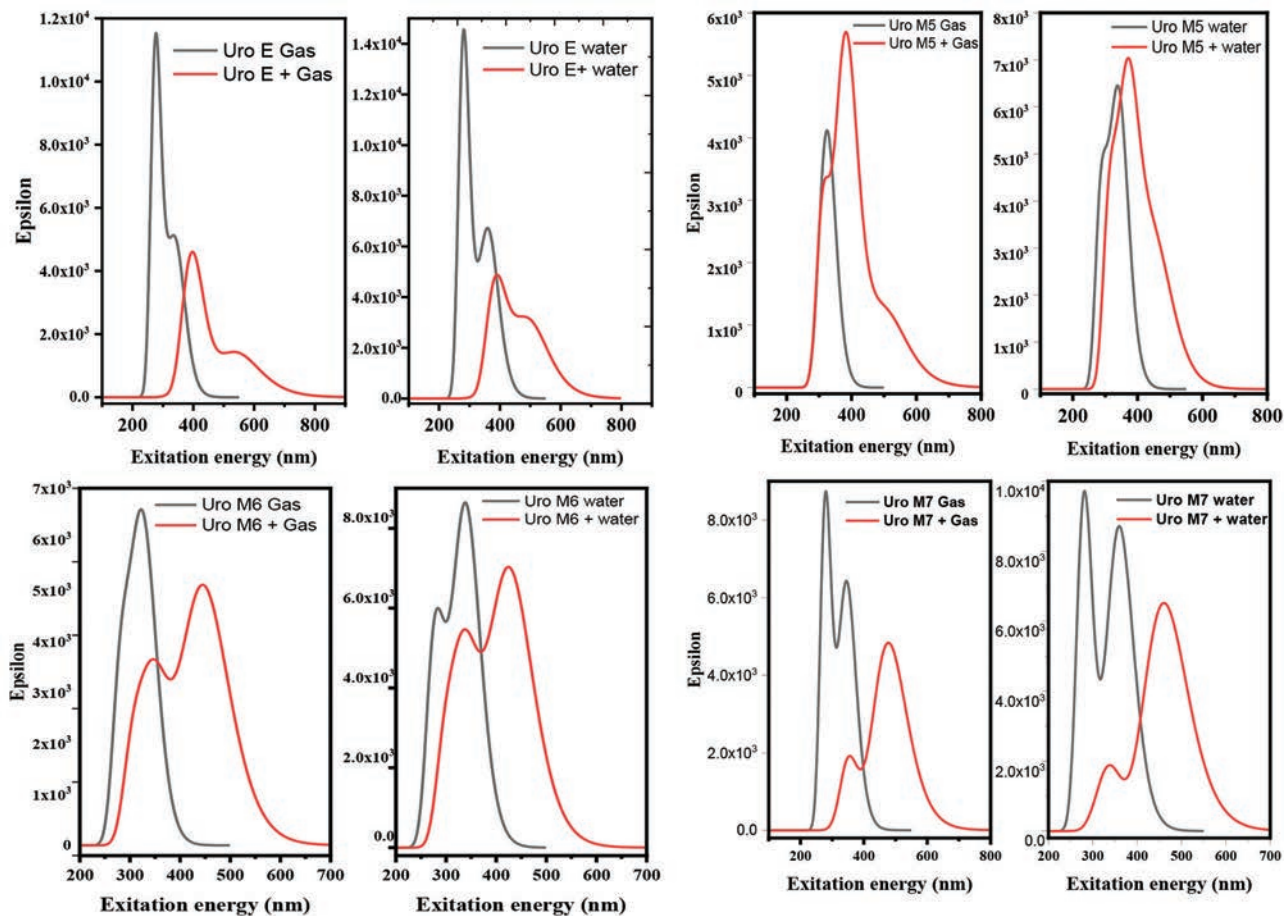 1.2x10⁴
1.0x10⁴
8.0x10³
6.0x10³
4.0x10³
2.0x10³
0.0
Epsilon
Uro E Gas
Uro E + Gas
200 400 600 800
Exitation energy (nm)
1.4x10⁴
1.2x10⁴
1.0x10⁴
8.0x10³
6.0x10³
4.0x10³
2.0x10³
0.0
Uro E water
Uro E+ water
200 400 600 800
Exitation energy (nm)
6x10³
5x10³
4x10³
3x10³
2x10³
1x10³
0
Epsilon
Uro M5 Gas
Uro M5 + Gas
200 400 600 800
Exitation energy (nm)
8x10³
7x10³
6x10³
5x10³
4x10³
3x10³
2x10³
1x10³
0
Uro M5 water
Uro M5 + water
200 400 600 800
Exitation energy (nm)
7x10³
6x10³
5x10³
4x10³
3x10³
2x10³
1x10³
0
Epsilon
Uro M6 Gas
Uro M6 + Gas
200 300 400 500 600 700
Exitation energy (nm)
8.0x10³
6.0x10³
4.0x10³
2.0x10³
0.0
Uro M6 water
Uro M6 + water
200 300 400 500 600 700
Exitation energy (nm)
8.0x10³
6.0x10³
4.0x10³
2.0x10³
0.0
Epsilon
Uro M7 Gas
Uro M7 + Gas
200 400 600 800
Exitation energy (nm)
1.0x10⁴
8.0x10³
6.0x10³
4.0x10³
2.0x10³
0.0
Uro M7 water
Uro M7 + water
200 300 400 500 600 700
Exitation energy (nm)